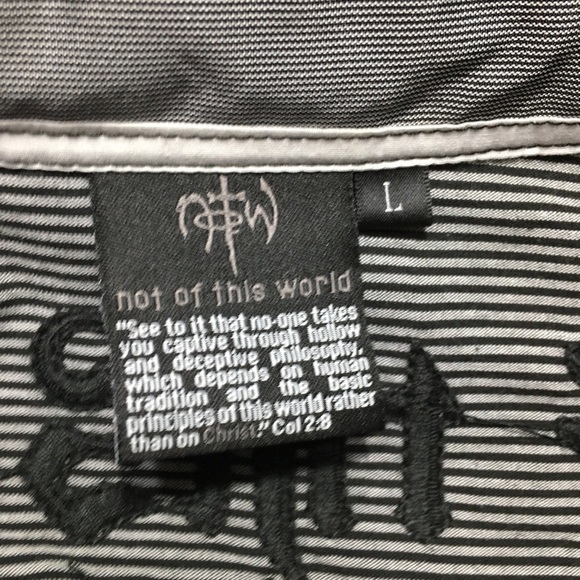 L
not of this world
"See to it that no-one takes
you captive through hollow
and deceptive philosophy,
which depends on human
tradition and the basic
principles of this world rather
than on Christ." Col 2:8